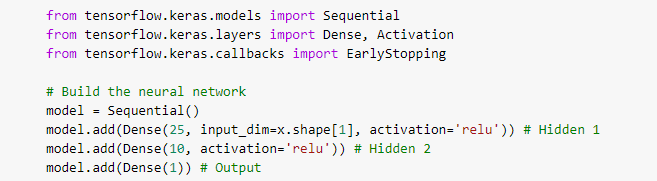 from tensorflow.keras.models import Sequential
from tensorflow.keras.layers import Dense, Activation
from tensorflow.keras.callbacks import EarlyStopping
# Build the neural network
model = Sequential()
model.add(Dense(25, input_dim=x.shape[1], activation='relu')) # Hidden 1
model.add(Dense(10, activation='relu')) # Hidden 2
model.add(Dense(1)) # Output